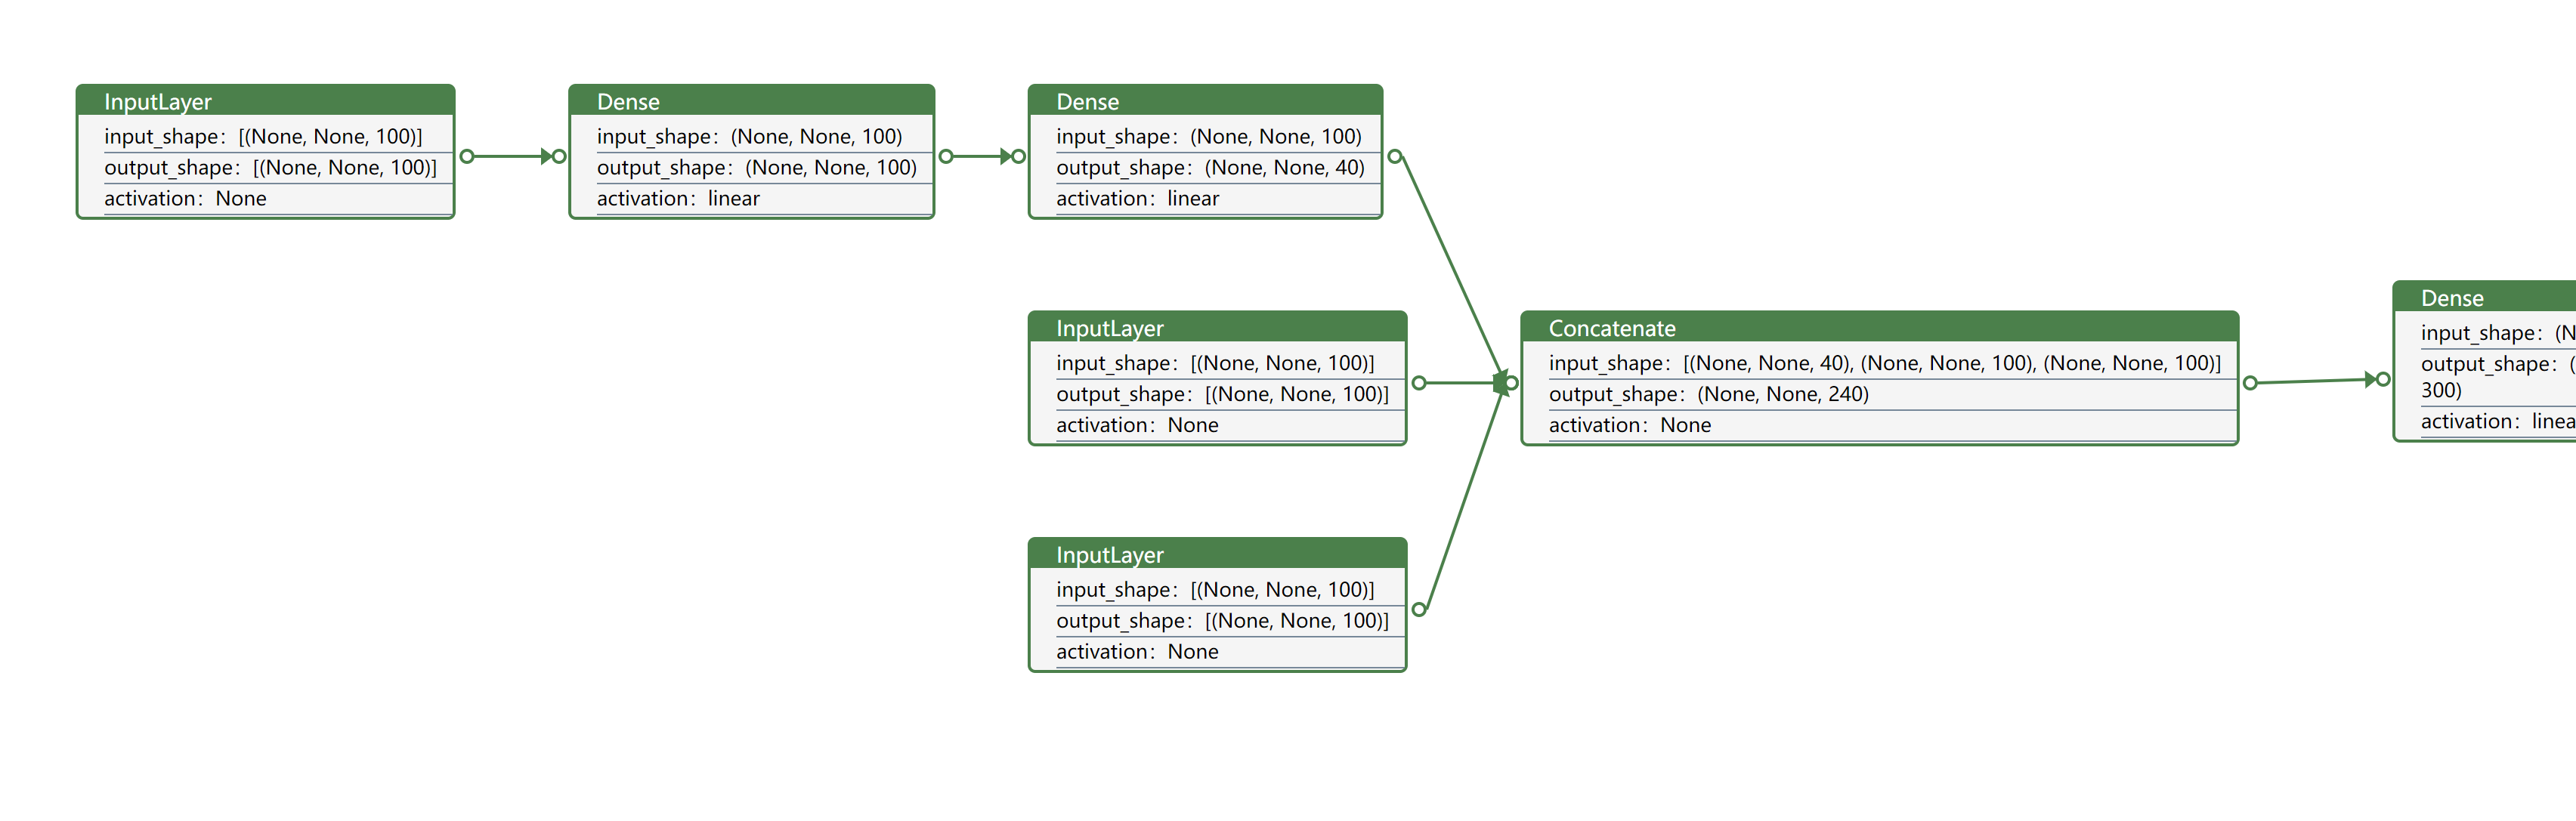 InputLayer
input_shape: [(None, None, 100)]
output_shape: [(None, None, 100)]
activation: None
Dense
input_shape: (None, None, 100)
output_shape: (None, None, 100)
activation: linear
Dense
input_shape: (None, None, 100)
output_shape: (None, None, 40)
activation: linear
InputLayer
input_shape: [(None, None, 100)]
output_shape: [(None, None, 100)]
activation: None
InputLayer
input_shape: [(None, None, 100)]
output_shape: [(None, None, 100)]
activation: None
Concatenate
input_shape: [(None, None, 40), (None, None, 100), (None, None, 100)]
output_shape: (None, None, 240)
activation: None
Dense
input_shape:
output_shape: (
300)
activation: